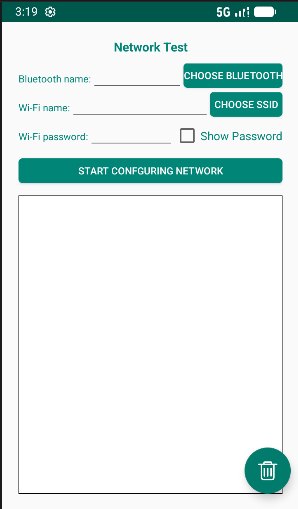 3:19 5G
Network Test
Bluetooth name: CHOOSE BLUETOOTH
Wi-Fi name: CHOOSE SSID
Wi-Fi password: Show Password
START CONFGURING NETWORK